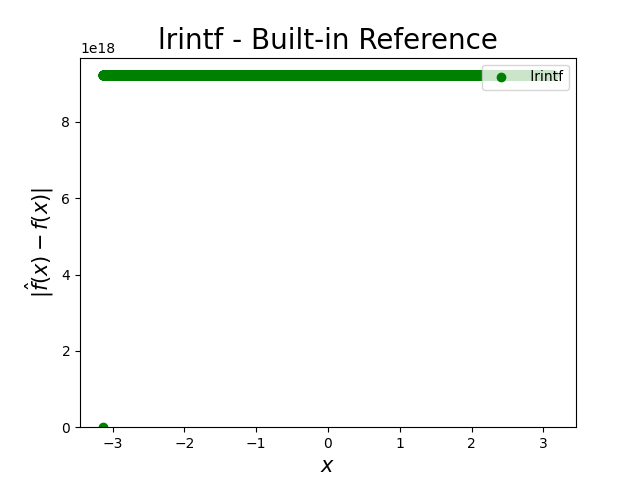 lrintf - Built-in Reference
1e18
lrintf
8
6
4
2
0
|f̂(x) − f(x)|
−3 −2 −1 0 1 2 3
x